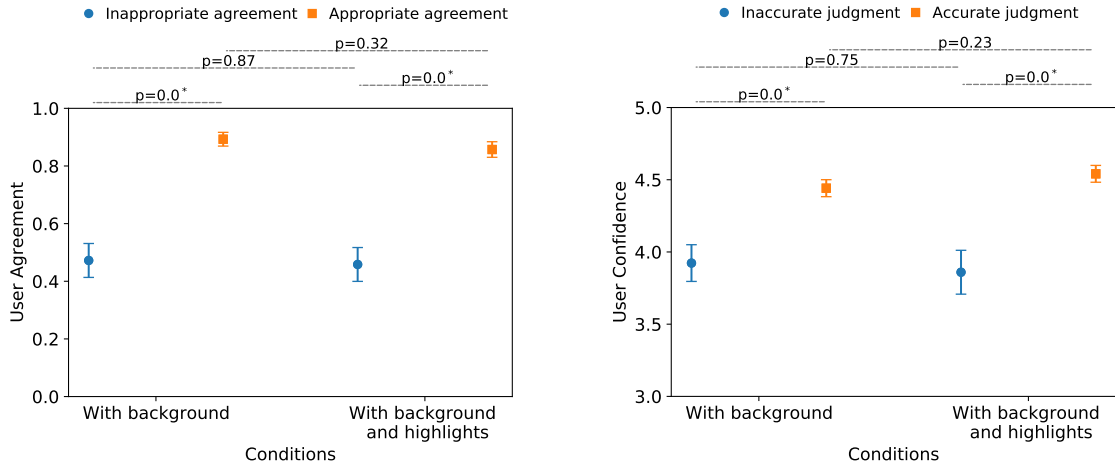 Inappropriate agreement Appropriate agreement
p=0.32
p=0.87
p=0.0*
p=0.0*
1.0
0.8
0.6
0.4
0.2
0.0
User Agreement
With background
With background
and highlights
Conditions
Inaccurate judgment Accurate judgment
p=0.23
p=0.75
p=0.0*
p=0.0*
5.0
4.5
4.0
3.5
3.0
User Confidence
With background
With background
and highlights
Conditions